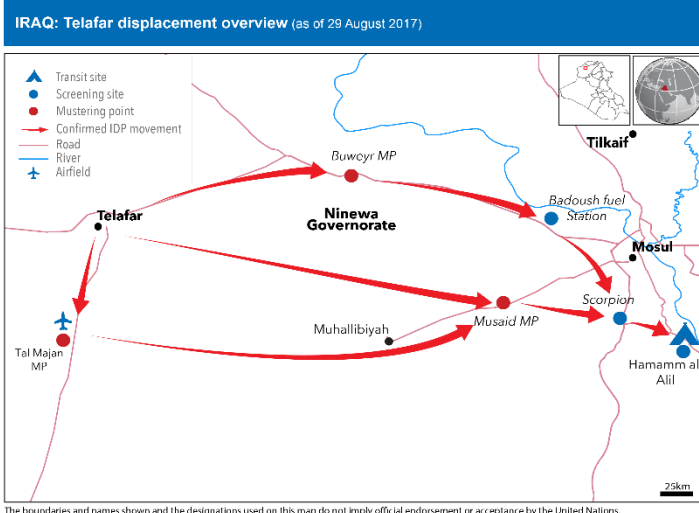 IRAQ: Telafar displacement overview (as of 29 August 2017)
Transit site
Screening site
Mustering point
Confirmed IDP movement
Road
River
Airfield
Tilkaif
Buweyr MP
Badoush fuel
Station
Telafar
Ninewa
Governorate
Mosul
Scorpion
Musaid MP
Muhallibiyah
Tal Majan
MP
Hamamm al
Alil
25km
The boundaries and names shown and the designations used on this map do not imply official endorsement or acceptance by the United Nations